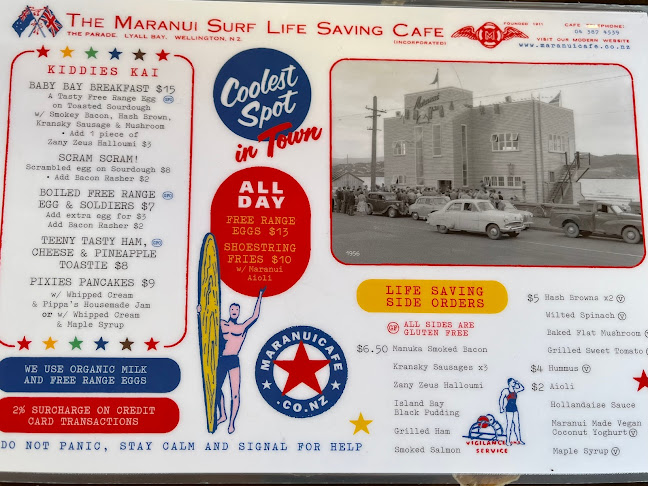 The Maranui Surf Life Saving Cafe
THE PARADE. LYALL BAY. WELLINGTON, N.Z.
(INCORPORATED)
FOUNDED 1911
CAFE TELEPHONE:
04 387 4539
VISIT OUR MODERN WEBSITE
www.maranuicafe.co.nz
KIDDIES KAI
BABY BAY BREAKFAST $15
A Tasty Free Range Egg GFO
on Toasted Sourdough
w/ Smokey Bacon, Hash Brown,
Kransky Sausage & Mushroom
• Add 1 piece of
Zany Zeus Halloumi $3
SCRAM SCRAM!
Scrambled egg on Sourdough $8
• Add Bacon Rasher $2
BOILED FREE RANGE GFO
EGG & SOLDIERS $7
Add extra egg for $3
Add Bacon Rasher $2
TEENY TASTY HAM, GFO
CHEESE & PINEAPPLE
TOASTIE $8
PIXIES PANCAKES $9
w/ Whipped Cream
& Pippa's Housemade Jam
or w/ Whipped Cream
& Maple Syrup
WE USE ORGANIC MILK
AND FREE RANGE EGGS
2% SURCHARGE ON CREDIT
CARD TRANSACTIONS
DO NOT PANIC, STAY CALM AND SIGNAL FOR HELP
Coolest
Spot
in Town
ALL
DAY
FREE RANGE
EGGS $13
SHOESTRING
FRIES $10
w/ Maranui
Aioli
MARANUICAFE
.CO.NZ
Maranui
1956
LIFE SAVING
SIDE ORDERS
GF ALL SIDES ARE
GLUTEN FREE
$6.50 Manuka Smoked Bacon
Kransky Sausages x3
Zany Zeus Halloumi
Island Bay
Black Pudding
Grilled Ham
Smoked Salmon
VIGILANCE
SERVICE
$5 Hash Browns x2 V
Wilted Spinach V
Baked Flat Mushroom V
Grilled Sweet Tomato V
$4 Hummus V
$2 Aioli
Hollandaise Sauce
Maranui Made Vegan
Coconut Yoghurt V
Maple Syrup V